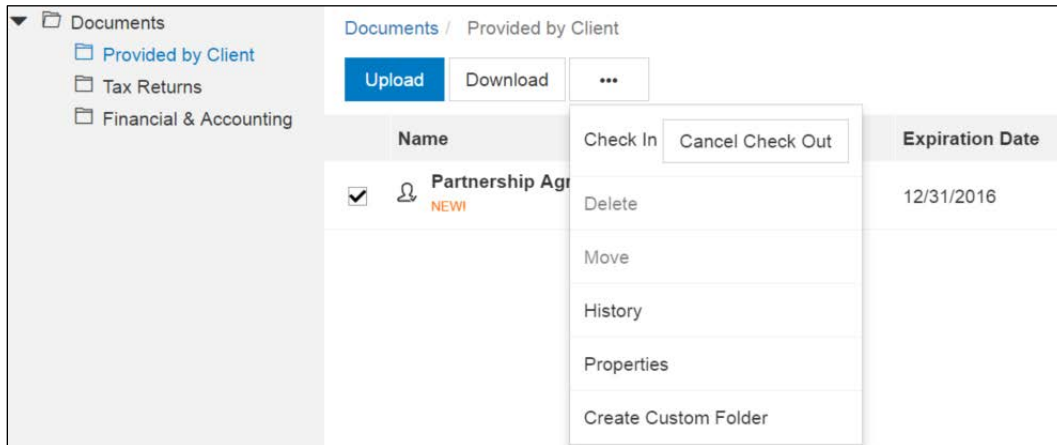 Documents
Provided by Client
Tax Returns
Financial & Accounting
Documents / Provided by Client
Upload Download •••
Name Expiration Date
Check In Cancel Check Out
Partnership Agr
NEW! 12/31/2016
Delete
Move
History
Properties
Create Custom Folder